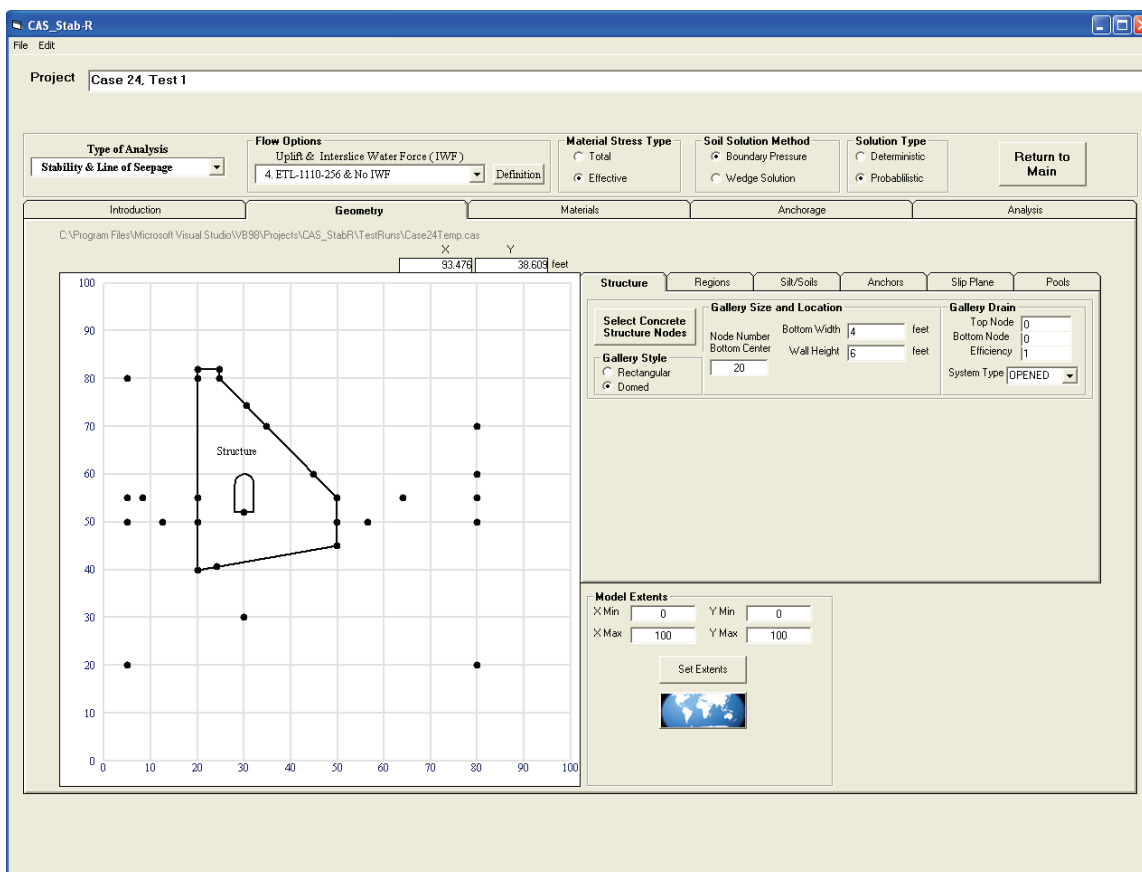 CAS_Stab-R
File Edit
Project Case 24, Test 1
Type of Analysis
Stability & Line of Seepage
Flow Options
Uplift & Interslice Water Force ( IWF )
4. ETL-1110-256 & No IWF
Definition
Material Stress Type
Total
Effective
Soil Solution Method
Boundary Pressure
Wedge Solution
Solution Type
Deterministic
Probablilistic
Return to
Main
Introduction Geometry Materials Anchorage Analysis
C:\Program Files\Microsoft Visual Studio\VB98\Projects\CAS_StabR\TestRuns\Case24Temp.cas
X Y
93.476 38.609 feet
100
90
80
70
60
50
40
30
20
10
0
0 10 20 30 40 50 60 70 80 90 100
Structure
Structure Regions Silt/Soils Anchors Slip Plane Pools
Select Concrete
Structure Nodes
Gallery Style
Rectangular
Domed
Gallery Size and Location
Node Number
Bottom Center
20
Bottom Width 4 feet
Wall Height 6 feet
Gallery Drain
Top Node 0
Bottom Node 0
Efficiency 1
System Type OPENED
Model Extents
X Min 0 Y Min 0
X Max 100 Y Max 100
Set Extents